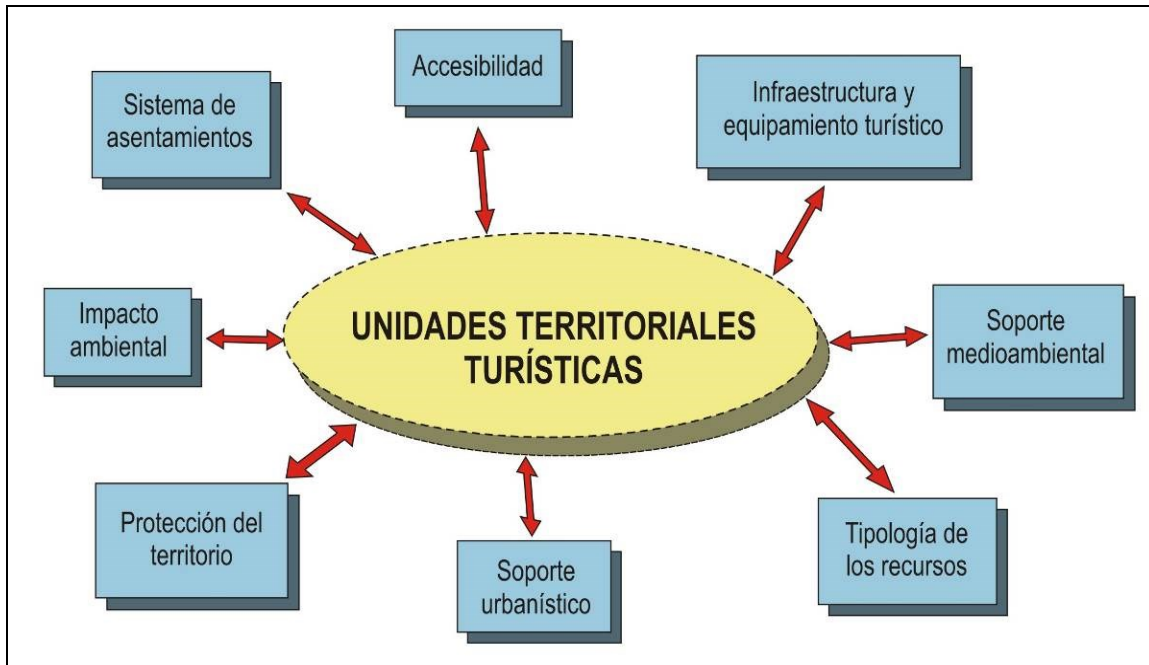 Accesibilidad
Sistema de
asentamientos
Infraestructura y
equipamiento turístico
Impacto
ambiental
UNIDADES TERRITORIALES
TURÍSTICAS
Soporte
medioambiental
Protección del
territorio
Soporte
urbanístico
Tipología de
los recursos